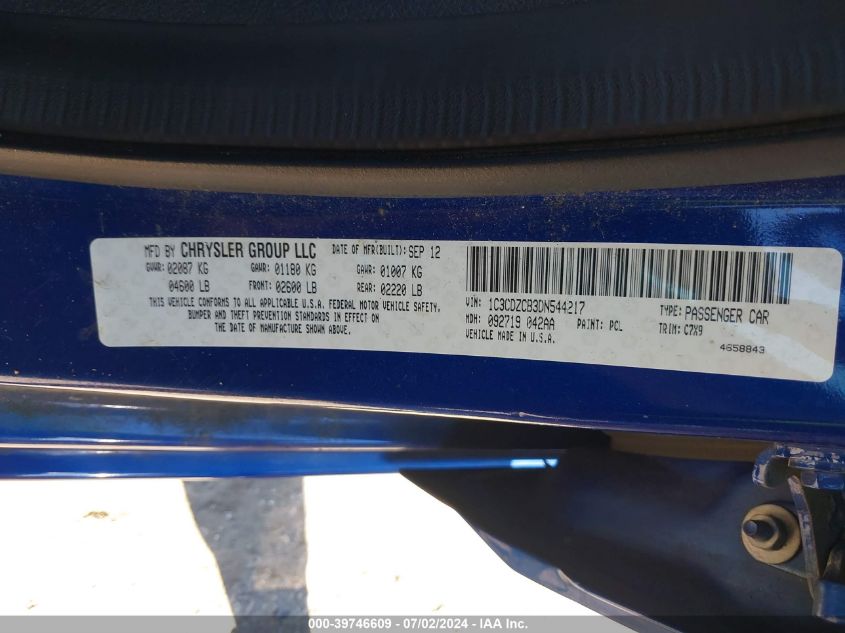 MFD BY CHRYSLER GROUP LLC DATE OF MFR(BUILT): SEP 12
GVWR: 02087 KG GAWR: 01180 KG GAWR: 01007 KG
04600 LB FRONT: 02600 LB REAR: 02220 LB
THIS VEHICLE CONFORMS TO ALL APPLICABLE U.S.A. FEDERAL MOTOR VEHICLE SAFETY,
BUMPER AND THEFT PREVENTION STANDARDS IN EFFECT ON
THE DATE OF MANUFACTURE SHOWN ABOVE.
VIN: 1C3CDZCB3DN544217 TYPE: PASSENGER CAR
MDH: 092719 042AA PAINT: PCL TRIM: C7X9
VEHICLE MADE IN U.S.A. 4658843
000-39746609 - 07/02/2024 - IAA Inc.